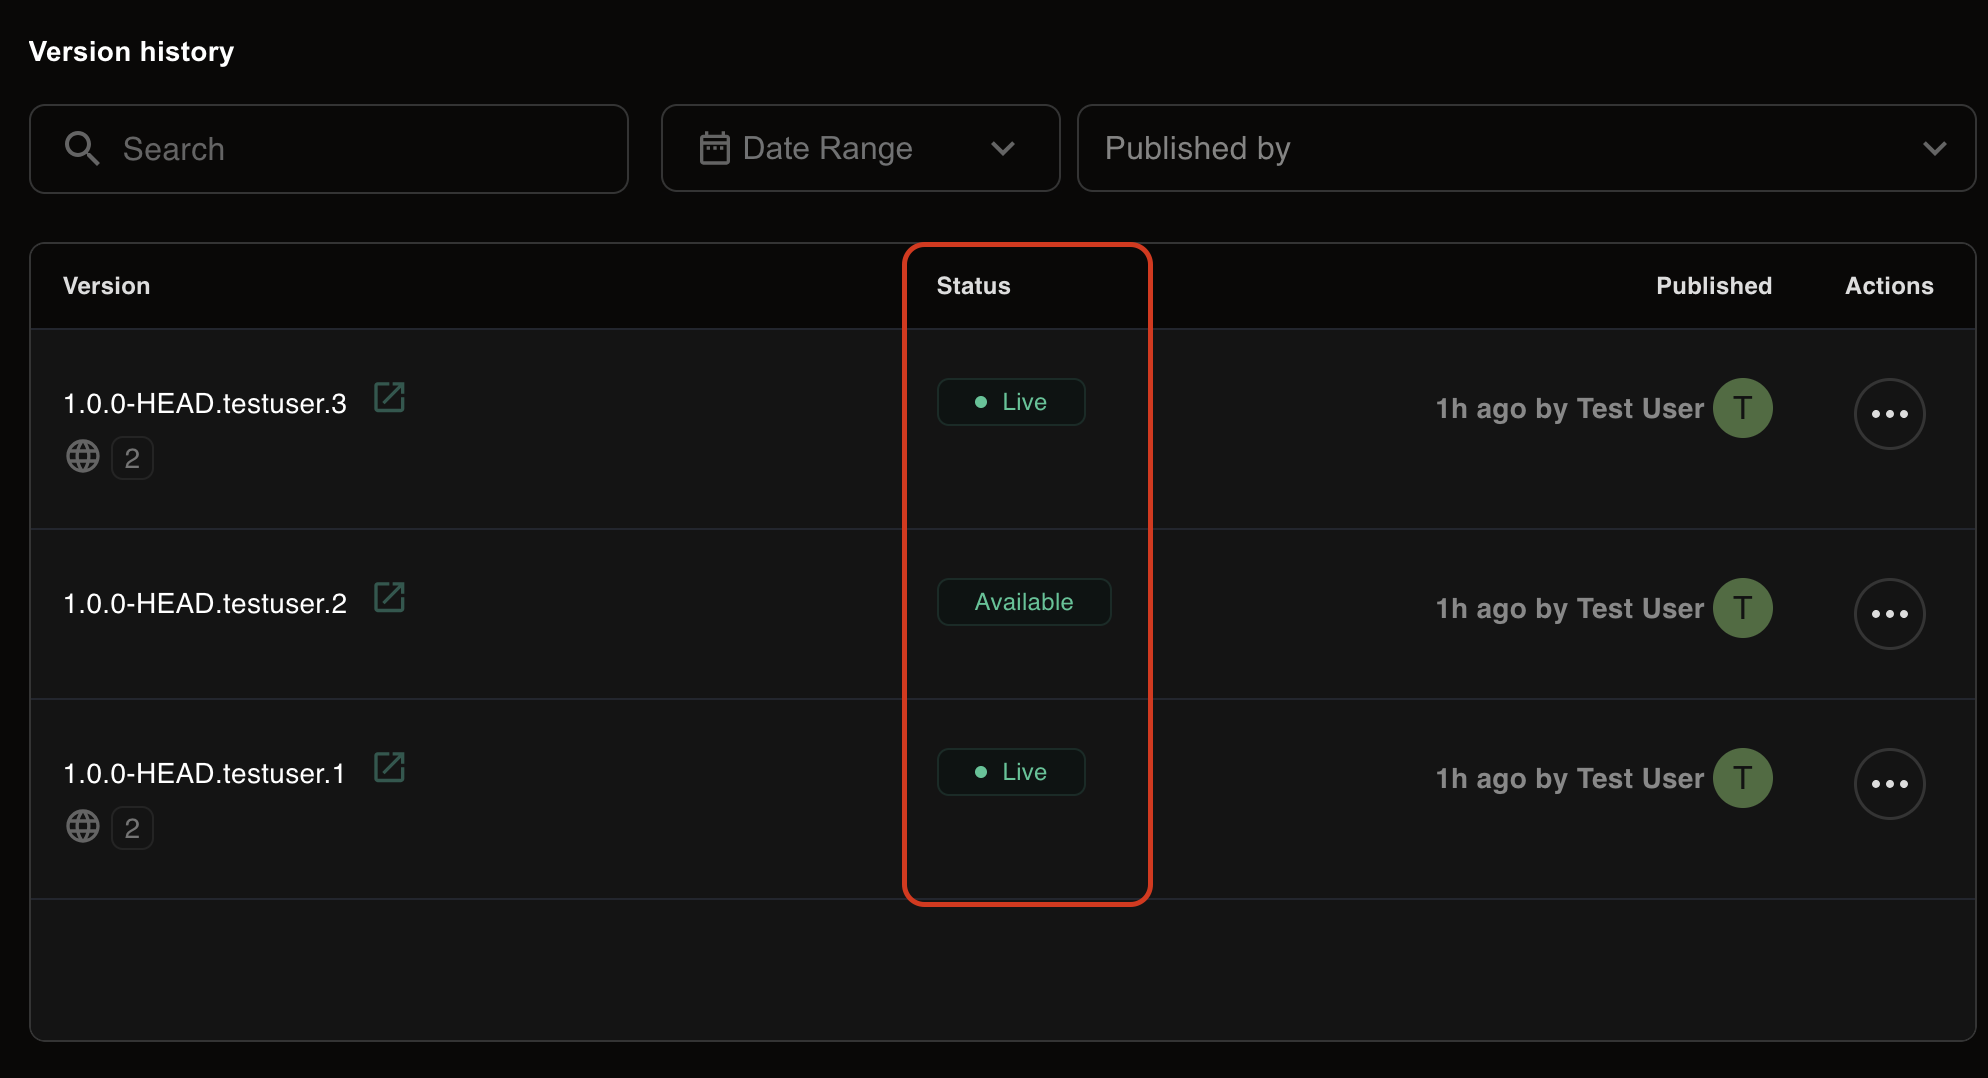 Version history
Search
Date Range
Published by
Version Status Published Actions
1.0.0-HEAD.testuser.3 Live 1h ago by Test User T
2
1.0.0-HEAD.testuser.2 Available 1h ago by Test User T
1.0.0-HEAD.testuser.1 Live 1h ago by Test User T
2